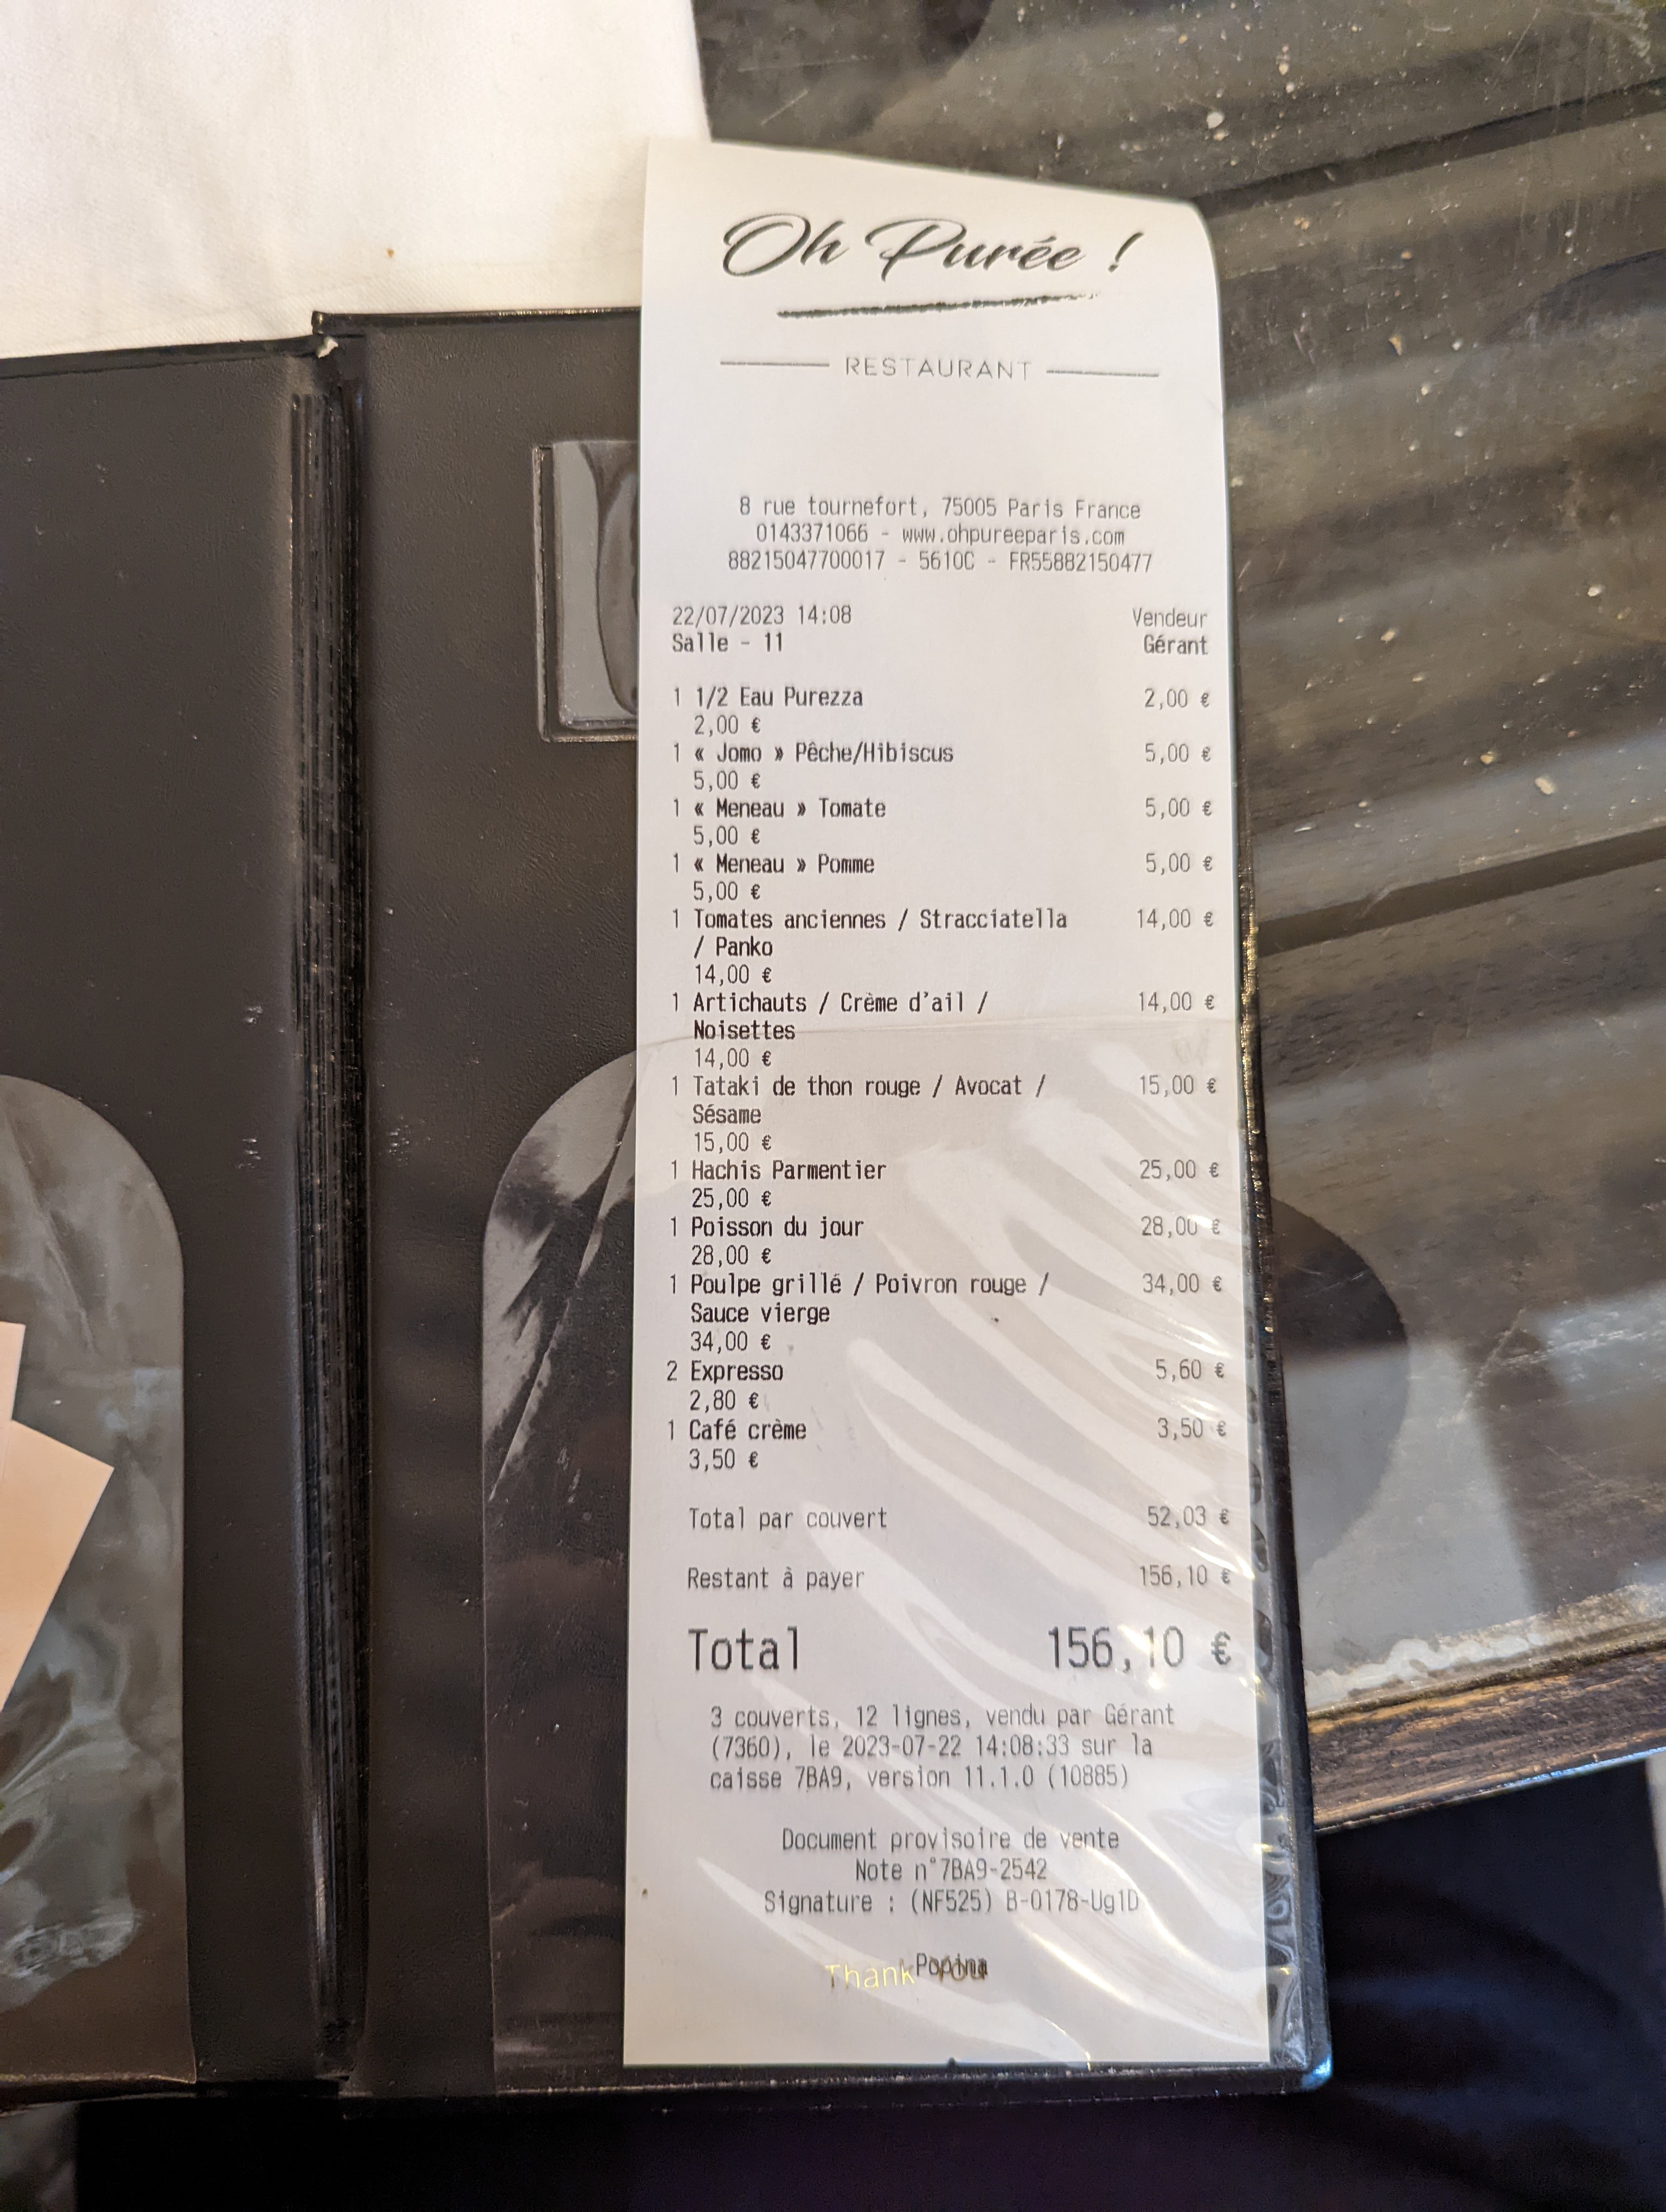 Oh Purée !
RESTAURANT
8 rue tournefort, 75005 Paris France
0143371066 - www.ohpureeparis.com
88215047700017 - 5610C - FR55882150477
22/07/2023 14:08 Vendeur
Salle - 11 Gérant
1 1/2 Eau Purezza 2,00 €
2,00 €
1 « Jomo » Pêche/Hibiscus 5,00 €
5,00 €
1 « Meneau » Tomate 5,00 €
5,00 €
1 « Meneau » Pomme 5,00 €
5,00 €
1 Tomates anciennes / Stracciatella 14,00 €
/ Panko
14,00 €
1 Artichauts / Crème d'ail / 14,00 €
Noisettes
14,00 €
1 Tataki de thon rouge / Avocat / 15,00 €
Sésame
15,00 €
1 Hachis Parmentier 25,00 €
25,00 €
1 Poisson du jour 28,00 €
28,00 €
1 Poulpe grillé / Poivron rouge / 34,00 €
Sauce vierge
34,00 €
2 Expresso 5,60 €
2,80 €
1 Café crème 3,50 €
3,50 €
Total par couvert 52,03 €
Restant à payer 156,10 €
Total 156,10 €
3 couverts, 12 lignes, vendu par Gérant
(7360), le 2023-07-22 14:08:33 sur la
caisse 7BA9, version 11.1.0 (10885)
Document provisoire de vente
Note n°7BA9-2542
Signature : (NF525) B-0178-Ug1D
Popina
Thank You